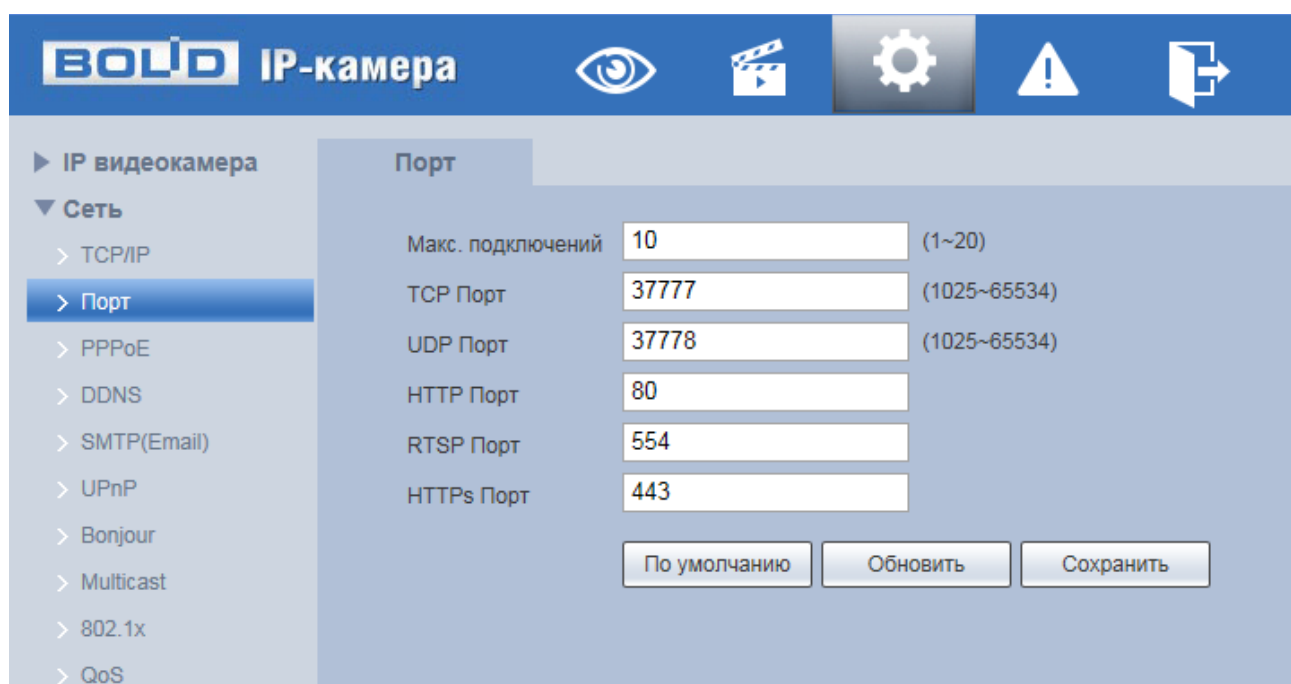 BOLID IP-камера
IP видеокамера
Сеть
TCP/IP
Порт
PPPoE
DDNS
SMTP(Email)
UPnP
Bonjour
Multicast
802.1x
QoS
Порт
Макс. подключений 10 (1~20)
TCP Порт 37777 (1025~65534)
UDP Порт 37778 (1025~65534)
HTTP Порт 80
RTSP Порт 554
HTTPs Порт 443
По умолчанию Обновить Сохранить